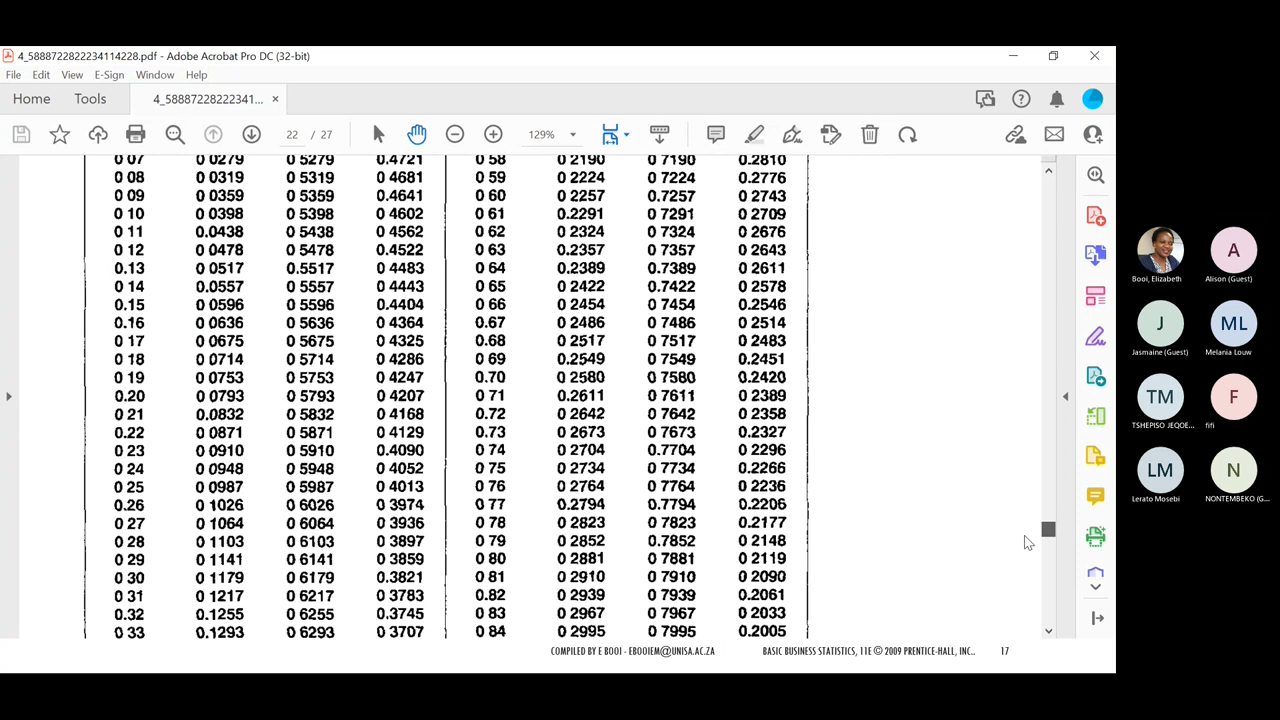 4_5888722822234114228.pdf - Adobe Acrobat Pro DC (32-bit)
File Edit View E-Sign Window Help
Home Tools 4_58887228222341... ×
22 / 27 129%
0 07 0 0279 0 5279 0.4721 0 58 0 2190 0 7190 0.2810
0 08 0 0319 0 5319 0.4681 0 59 0 2224 0 7224 0.2776
0 09 0 0359 0 5359 0.4641 0 60 0 2257 0.7257 0.2743
0 10 0 0398 0 5398 0 4602 0 61 0.2291 0 7291 0 2709
0 11 0.0438 0 5438 0 4562 0 62 0 2324 0 7324 0 2676
0 12 0 0478 0 5478 0 4522 0 63 0 2357 0 7357 0 2643
0.13 0 0517 0.5517 0 4483 0 64 0.2389 0.7389 0 2611
0 14 0.0557 0 5557 0 4443 0 65 0 2422 0.7422 0 2578
0.15 0 0596 0 5596 0.4404 0 66 0 2454 0 7454 0.2546
0.16 0 0636 0 5636 0 4364 0.67 0 2486 0 7486 0 2514
0 17 0 0675 0 5675 0 4325 0.68 0 2517 0 7517 0 2483
0 18 0 0714 0 5714 0 4286 0 69 0.2549 0 7549 0.2451
0 19 0 0753 0 5753 0 4247 0.70 0 2580 0 7580 0.2420
0.20 0 0793 0 5793 0 4207 0 71 0.2611 0 7611 0 2389
0 21 0.0832 0 5832 0 4168 0.72 0 2642 0 7642 0 2358
0.22 0 0871 0 5871 0 4129 0.73 0 2673 0 7673 0.2327
0 23 0 0910 0 5910 0.4090 0 74 0 2704 0.7704 0 2296
0 24 0 0948 0 5948 0 4052 0 75 0 2734 0 7734 0 2266
0 25 0 0987 0 5987 0 4013 0 76 0 2764 0 7764 0 2236
0.26 0 1026 0 6026 0 3974 0 77 0.2794 0.7794 0.2206
0 27 0 1064 0 6064 0 3936 0 78 0 2823 0 7823 0.2177
0 28 0 1103 0 6103 0 3897 0 79 0 2852 0.7852 0 2148
0 29 0 1141 0 6141 0.3859 0 80 0 2881 0 7881 0 2119
0 30 0 1179 0 6179 0.3821 0 81 0 2910 0 7910 0 2090
0 31 0 1217 0 6217 0.3783 0.82 0 2939 0 7939 0.2061
0.32 0.1255 0 6255 0.3745 0 83 0 2967 0 7967 0 2033
0 33 0.1293 0 6293 0 3707 0 84 0 2995 0 7995 0.2005
COMPILED BY E BOOI - EBOOIEM@UNISA.AC.ZA BASIC BUSINESS STATISTICS, 11E © 2009 PRENTICE-HALL, INC.. 17
A
Booi, Elizabeth Alison (Guest)
J ML
Jasmaine (Guest) Melania Louw
TM F
TSHEPISO JEQOE... fifi
LM N
Lerato Mosebi NONTEMBEKO (G...